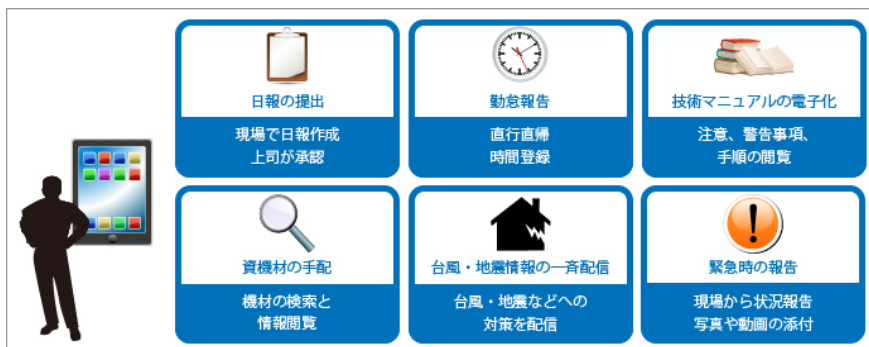 日報の提出
現場で日報作成
上司が承認
勤怠報告
直行直帰
時間登録
技術マニュアルの電子化
注意、警告事項、
手順の閲覧
資機材の手配
機材の検索と
情報閲覧
台風・地震情報の一斉配信
台風・地震などへの
対策を配信
緊急時の報告
現場から状況報告
写真や動画の添付